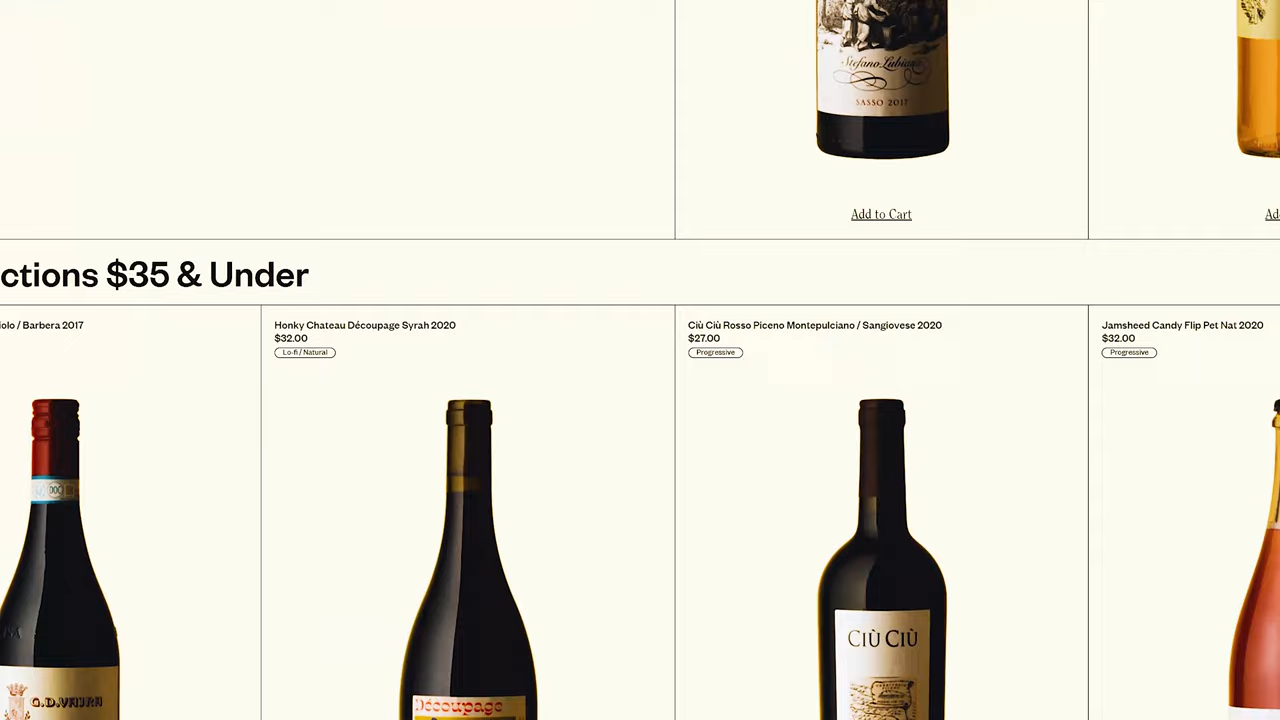 Stefano Lubiana
SASSO 2017
Add to Cart
Ad
ctions $35 & Under
iolo / Barbera 2017
Honky Chateau Découpage Syrah 2020
$32.00
Lo-fi / Natural
Ciù Ciù Rosso Piceno Montepulciano / Sangiovese 2020
$27.00
Progressive
Jamsheed Candy Flip Pet Nat 2020
$32.00
Progressive
G.D.VAJRA
Découpage
CIÙ CIÙ